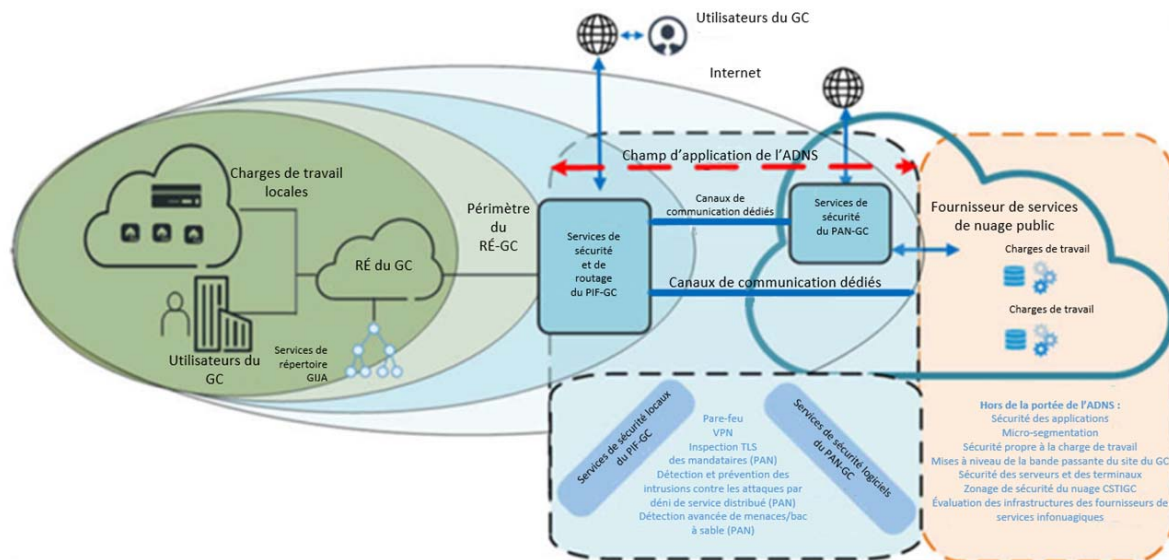 Utilisateurs du GC
Internet
Champ d'application de l'ADNS
Charges de travail
locales
Périmètre
du
RÉ-GC
RÉ du GC
Utilisateurs du
GC
Services de
répertoire
GIJA
Services de
sécurité
et de
routage
du PIF-GC
Canaux de
communication dédiés
Services de
sécurité
du PAN-GC
Canaux de communication dédiés
Fournisseur de services
de nuage public
Charges de travail
Charges de travail
Services de sécurité locaux
du PIF-GC
Pare-feu
VPN
Inspection TLS
des mandataires (PAN)
Détection et prévention des
intrusions contre les attaques par
déni de service distribué (PAN)
Détection avancée de menaces/bac
à sable (PAN)
Services de sécurité logiciels
du PAN-GC
Hors de la portée de l'ADNS :
Sécurité des applications
Micro-segmentation
Sécurité propre à la charge de travail
Mises à niveau de la bande passante du site du GC
Sécurité des serveurs et des terminaux
Zonage de sécurité du nuage CSTIGC
Évaluation des infrastructures des fournisseurs de
services infonuagiques